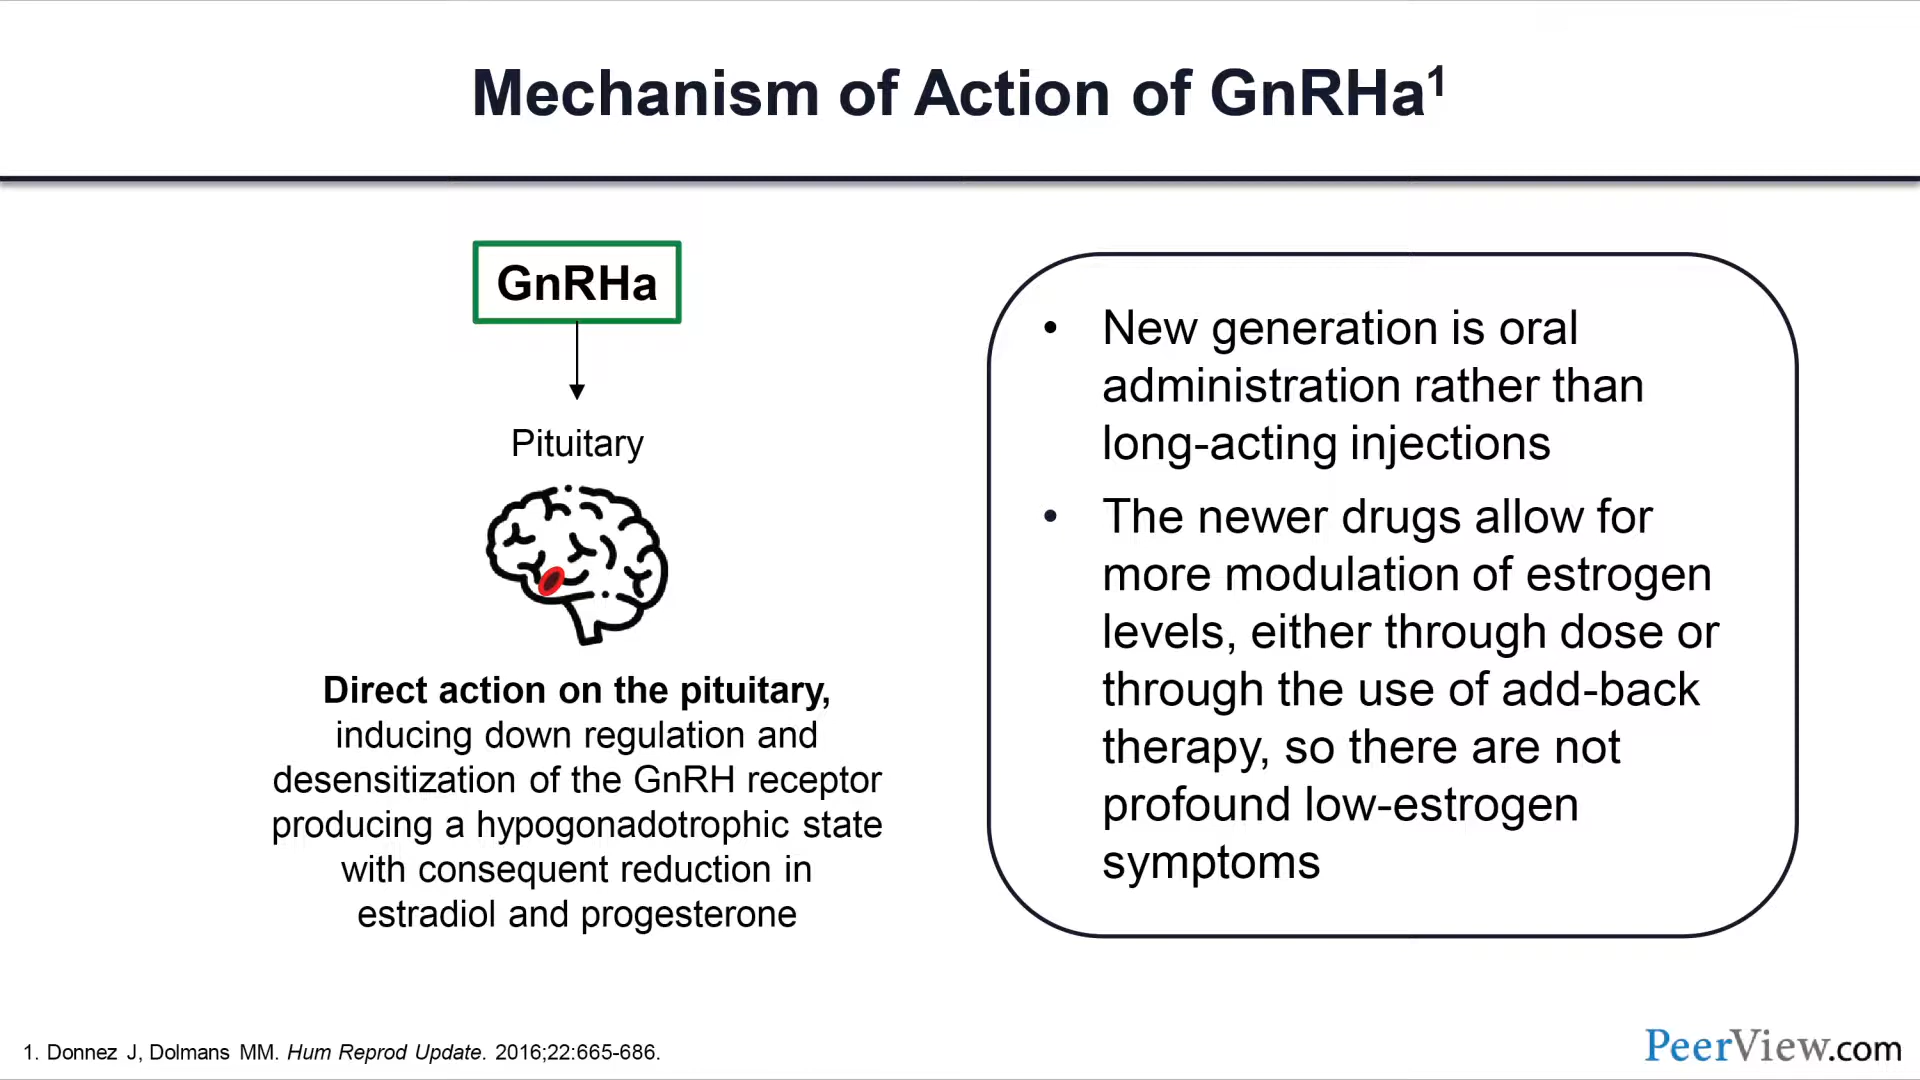 Mechanism of Action of GnRHa¹
GnRHa
Pituitary
Direct action on the pituitary,
inducing down regulation and
desensitization of the GnRH receptor
producing a hypogonadotrophic state
with consequent reduction in
estradiol and progesterone
• New generation is oral
administration rather than
long-acting injections
• The newer drugs allow for
more modulation of estrogen
levels, either through dose or
through the use of add-back
therapy, so there are not
profound low-estrogen
symptoms
1. Donnez J, Dolmans MM. Hum Reprod Update. 2016;22:665-686.
PeerView.com